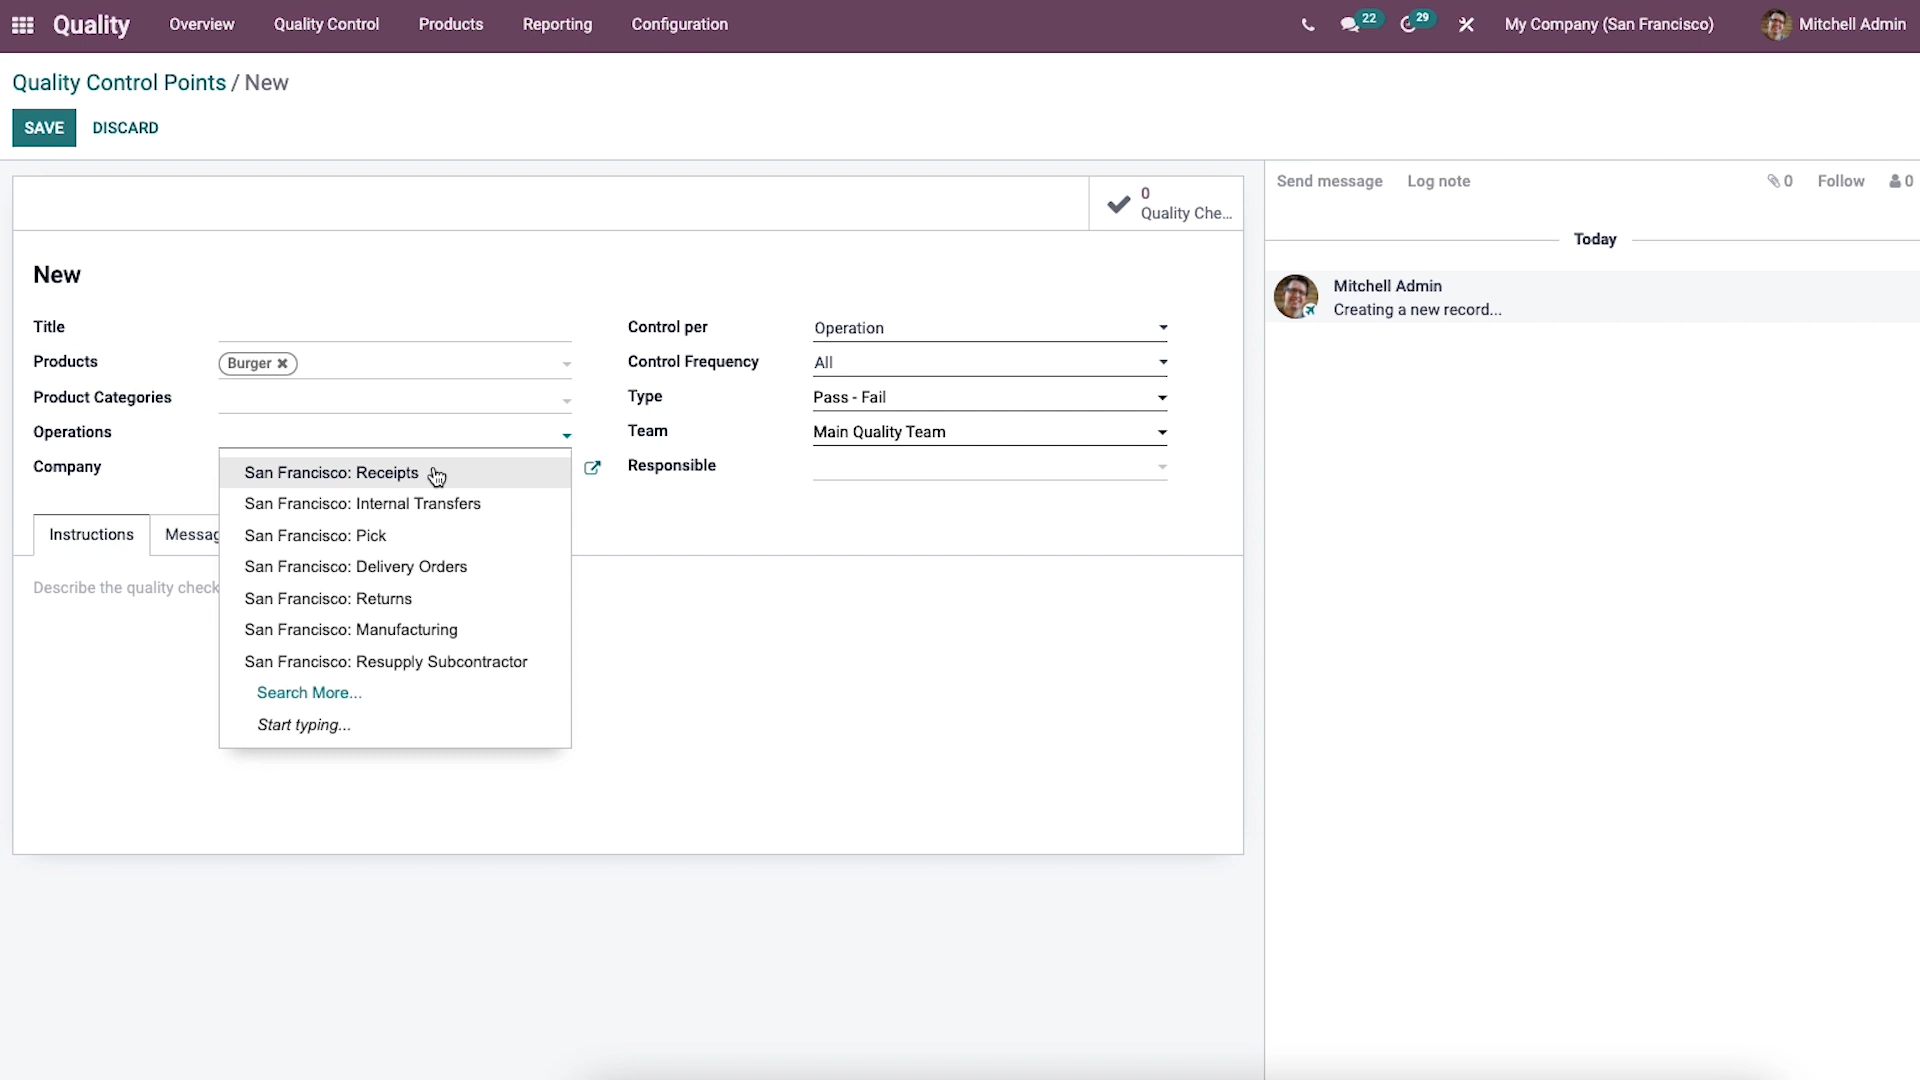 Quality Overview Quality Control Products Reporting Configuration 22 29 My Company (San Francisco) Mitchell Admin
Quality Control Points / New
SAVE DISCARD
Send message Log note 0 Follow 0
0
Quality Che...
Today
New
Mitchell Admin
Creating a new record...
Title
Control per Operation
Products Burger
Control Frequency All
Product Categories
Type Pass - Fail
Operations
Team Main Quality Team
Company
Responsible
San Francisco: Receipts
San Francisco: Internal Transfers
San Francisco: Pick
San Francisco: Delivery Orders
San Francisco: Returns
San Francisco: Manufacturing
San Francisco: Resupply Subcontractor
Search More...
Start typing...
Instructions Messag
Describe the quality check